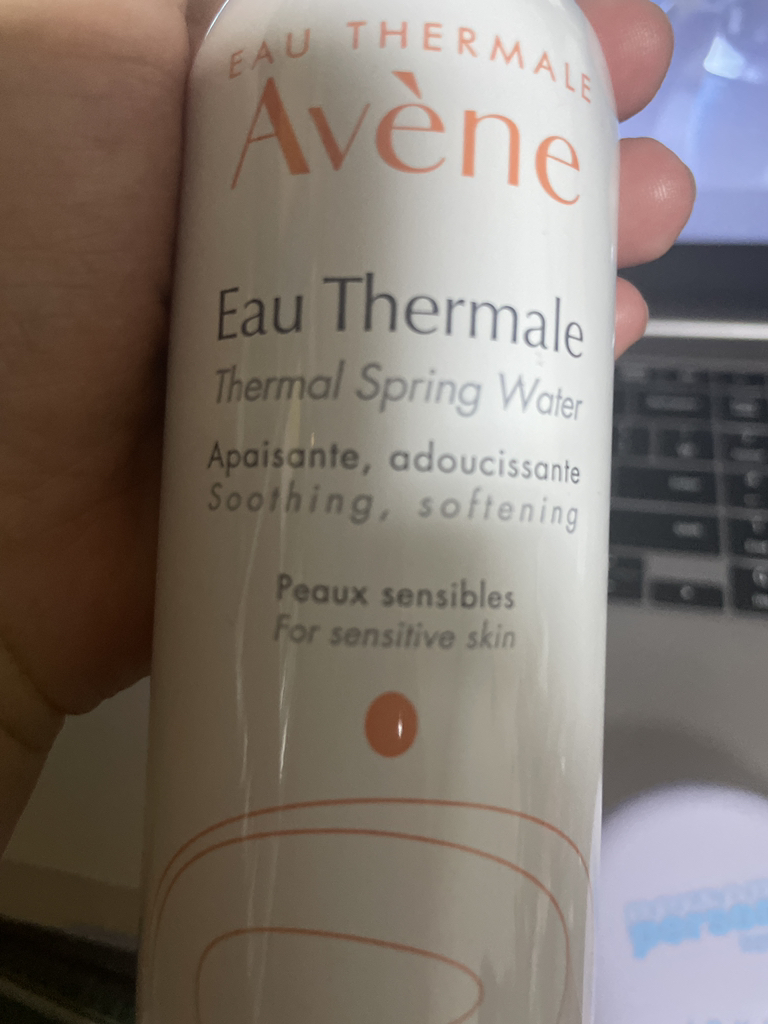 EAU THERMALE
Avène
Eau Thermale
Thermal Spring Water
Apaisante, adoucissante
Soothing, softening
Peaux sensibles
For sensitive skin